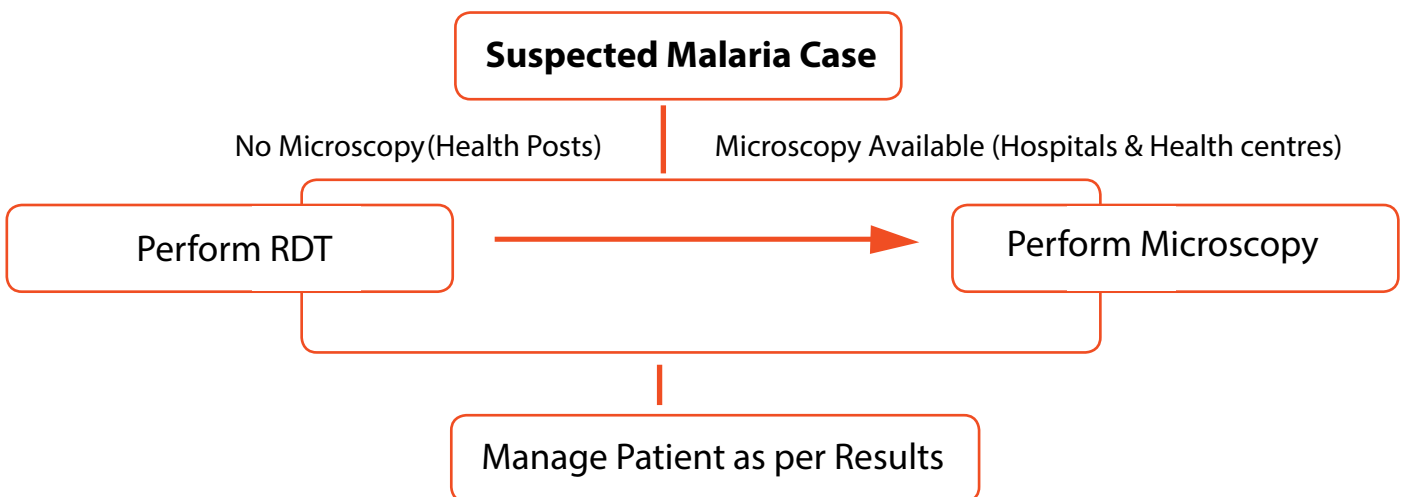 Suspected Malaria Case
No Microscopy (Health Posts)
Microscopy Available (Hospitals & Health centres)
Perform RDT
Perform Microscopy
Manage Patient as per Results